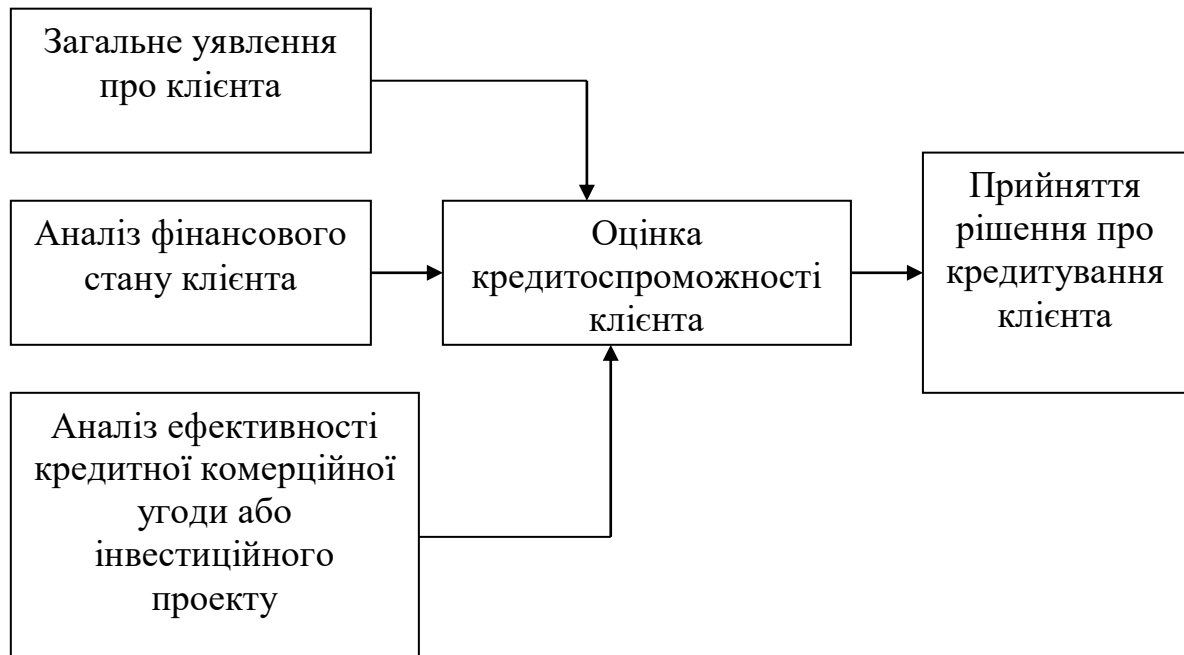 Загальне уявлення
про клієнта
Аналіз фінансового
стану клієнта
Аналіз ефективності
кредитної комерційної
угоди або
інвестиційного
проекту
Оцінка
кредитоспроможності
клієнта
Прийняття
рішення про
кредитування
клієнта